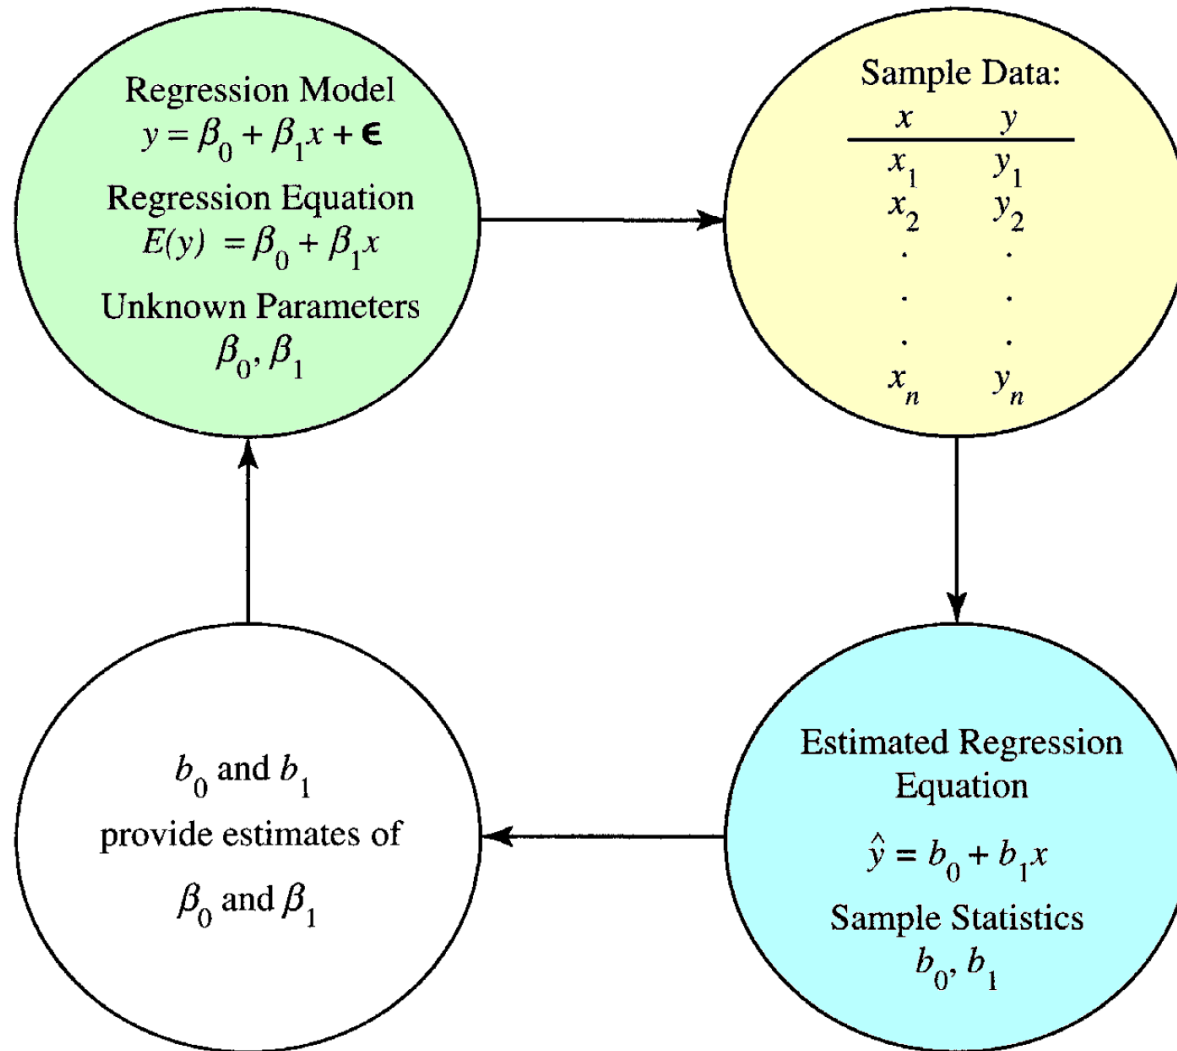 Regression Model
y = β₀ + β₁x + ϵ
Regression Equation
E(y) = β₀ + β₁x
Unknown Parameters
β₀, β₁
Sample Data:
x y
x₁ y₁
x₂ y₂
. .
. .
. .
xₙ yₙ
Estimated Regression
Equation
ŷ = b₀ + b₁x
Sample Statistics
b₀, b₁
b₀ and b₁
provide estimates of
β₀ and β₁